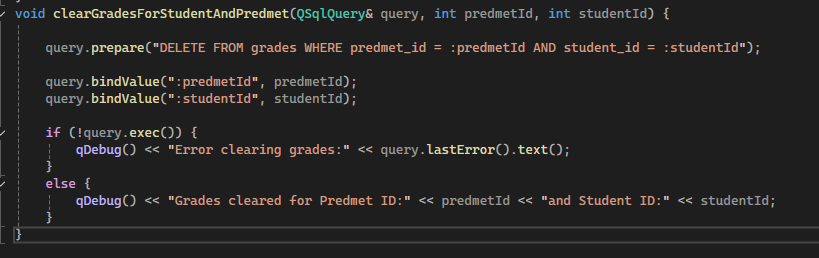 void clearGradesForStudentAndPredmet(QSqlQuery& query, int predmetId, int studentId) {
query.prepare("DELETE FROM grades WHERE predmet_id = :predmetId AND student_id = :studentId");
query.bindValue(":predmetId", predmetId);
query.bindValue(":studentId", studentId);
if (!query.exec()) {
qDebug() << "Error clearing grades:" << query.lastError().text();
}
else {
qDebug() << "Grades cleared for Predmet ID:" << predmetId << "and Student ID:" << studentId;
}
}